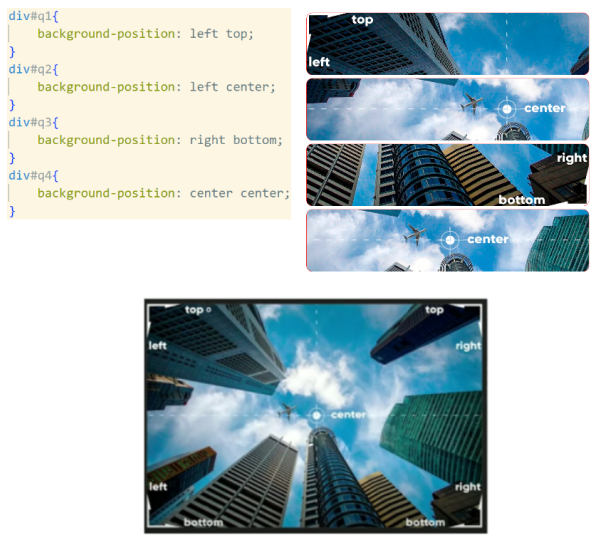 div#q1{
background-position: left top;
}
div#q2{
background-position: left center;
}
div#q3{
background-position: right bottom;
}
div#q4{
background-position: center center;
}
top
left
center
right
bottom
center
top
top
left
right
center
left
right
bottom
bottom